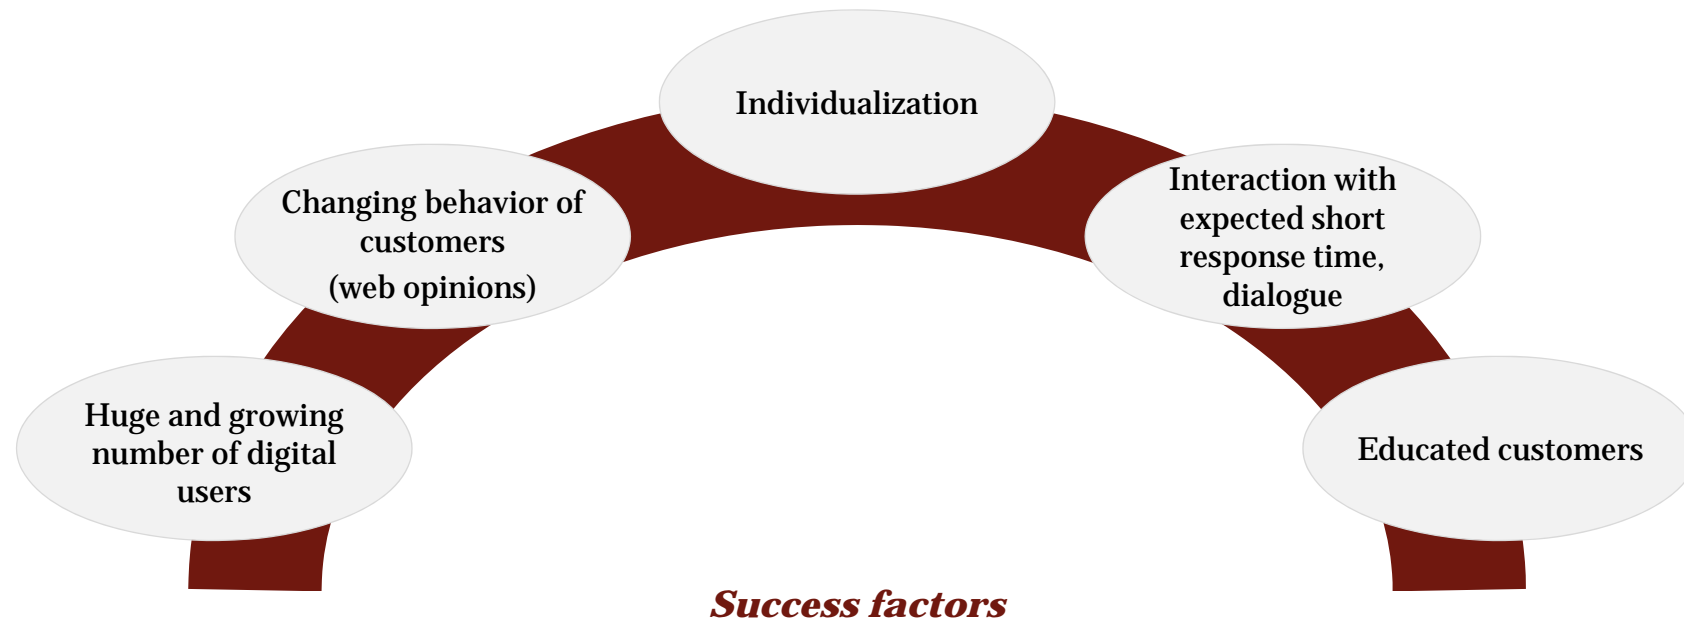 Individualization
Changing behavior of
customers
(web opinions)
Interaction with
expected short
response time,
dialogue
Huge and growing
number of digital
users
Educated customers
Success factors